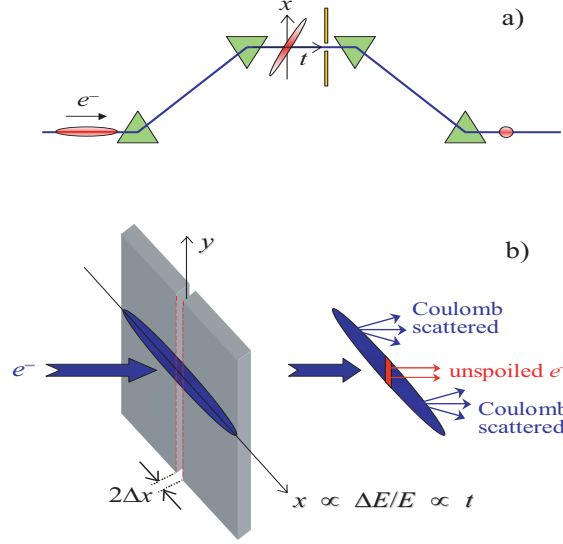 x
a)
t
e⁻
y
b)
Coulomb
scattered
e⁻
unspoiled e⁻
Coulomb
scattered
2Δx
x ∝ ΔE/E ∝ t